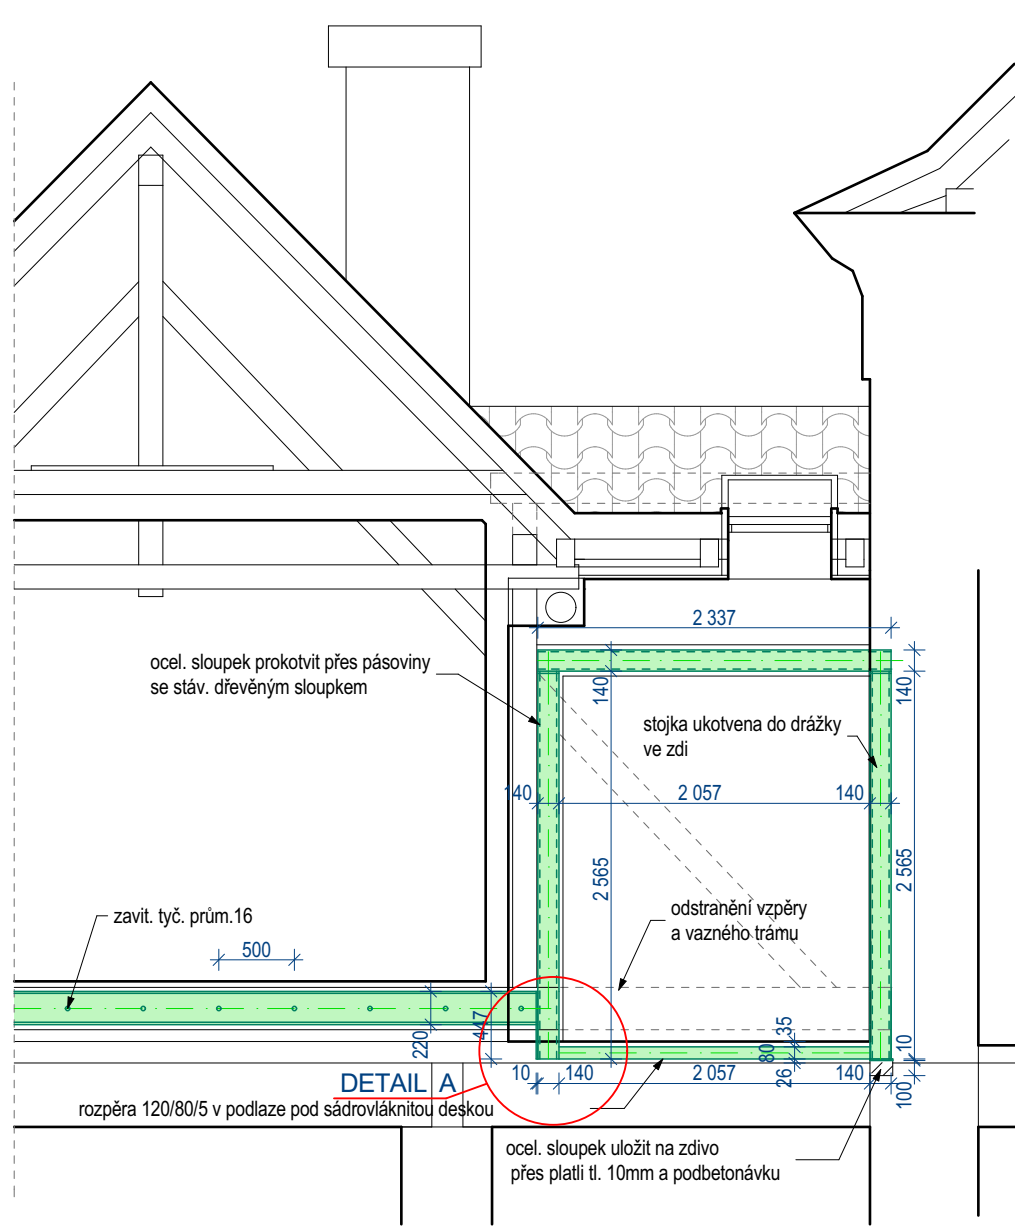 2 337
ocel. sloupek prokotvit přes pásoviny
se stáv. dřevěným sloupkem
140
140
stojka ukotvena do drážky
ve zdi
140
2 057
140
2 565
2 565
zavit. tyč. prům.16
odstranění vzpěry
a vazného trámu
500
220
447
35
80
26
10
100
DETAIL A
10
140
2 057
140
rozpěra 120/80/5 v podlaze pod sádrovláknitou deskou
ocel. sloupek uložit na zdivo
přes platli tl. 10mm a podbetonávku